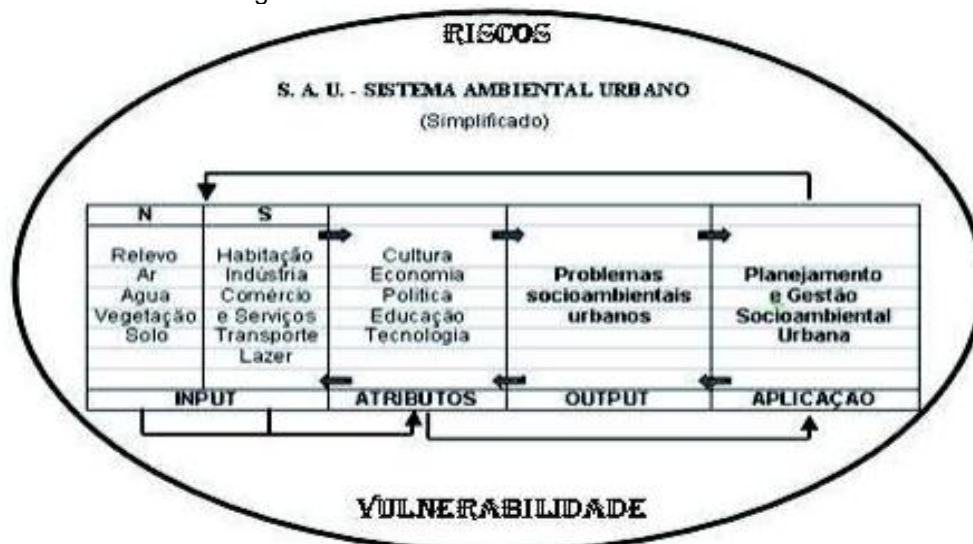 RISCOS
S. A. U. - SISTEMA AMBIENTAL URBANO
(Simplificado)
N
S
Relevo
Ar
Agua
Vegetação
Solo
Habitação
Indústria
Comércio
e Serviços
Transporte
Lazer
Cultura
Economia
Política
Educação
Tecnologia
Problemas
socioambientais
urbanos
Planejamento
e Gestão
Socioambiental
Urbana
INPUT
ATRIBUTOS
OUTPUT
APLICAÇÃO
VULNERABILIDADE